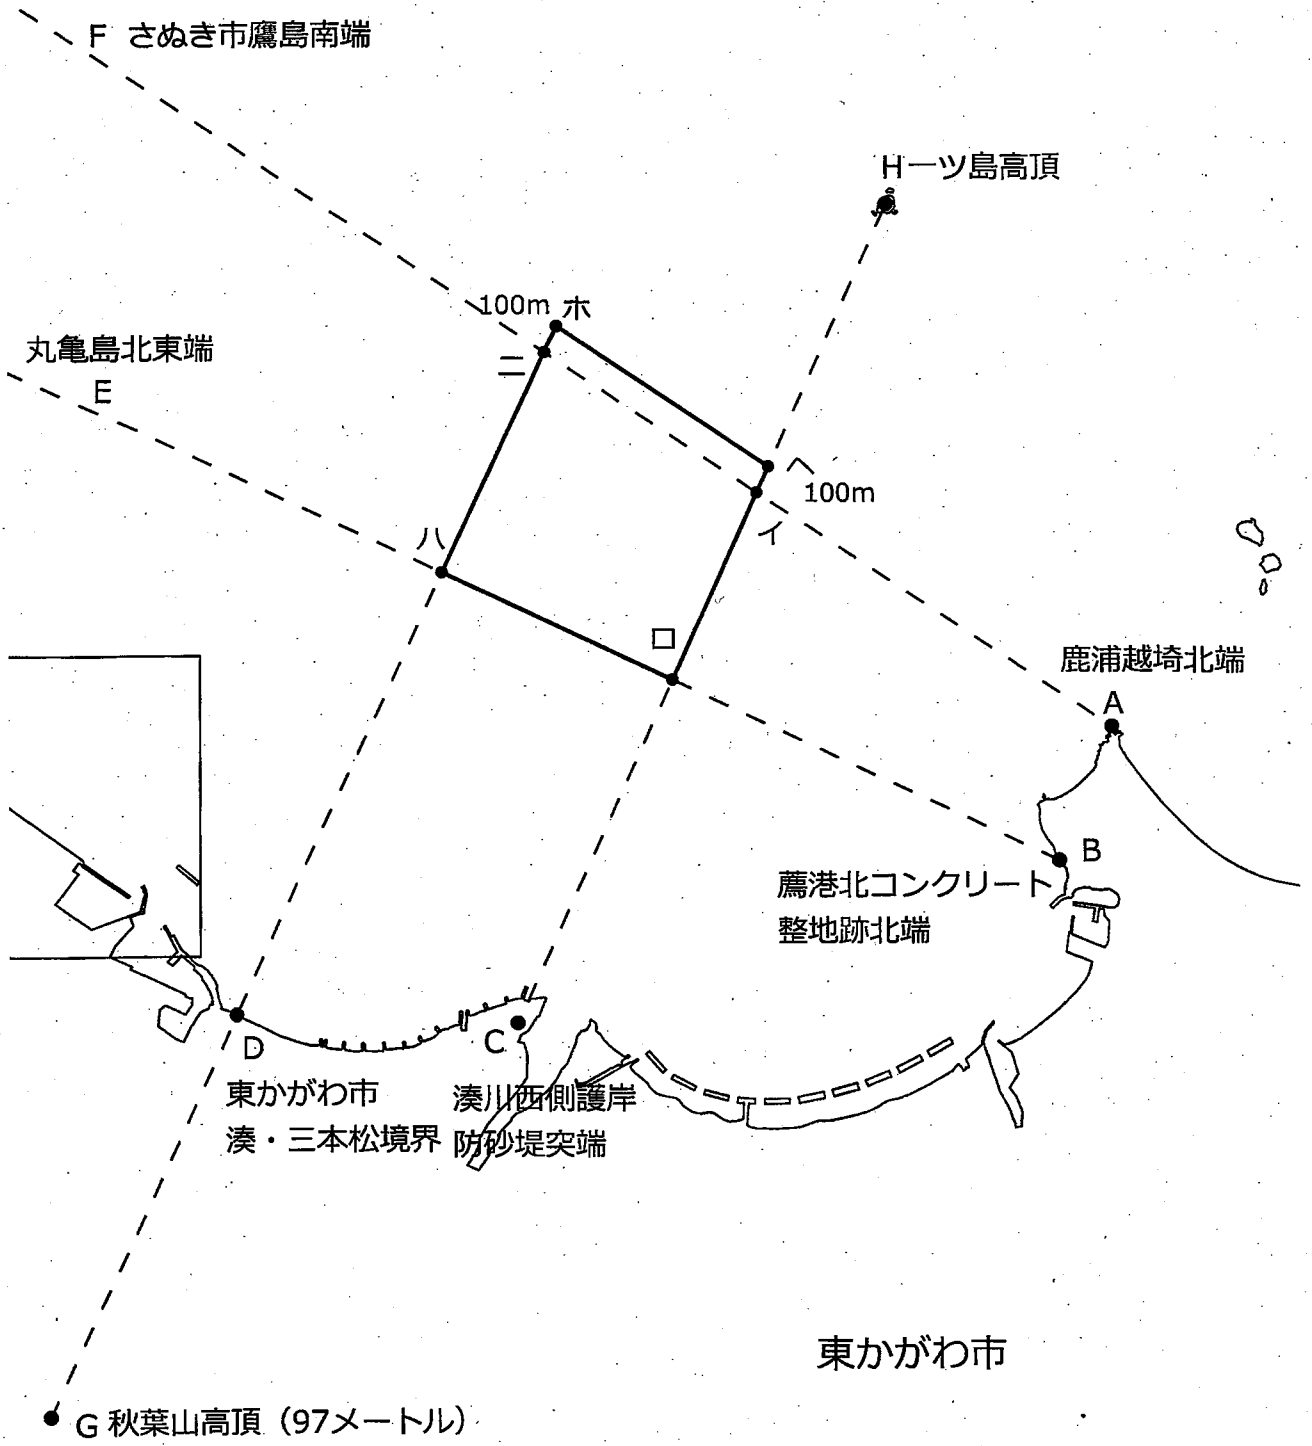 F さぬき市鷹島南端
H一ツ島高頂
100m ホ
丸亀島北東端
ニ
E
ヘ
100m
イ
ハ
ロ
鹿浦越埼北端
A
B
薦港北コンクリート
整地跡北端
C
D
東かがわ市
湊・三本松境界
湊川西側護岸
防砂堤突端
東かがわ市
G 秋葉山高頂（97メートル）